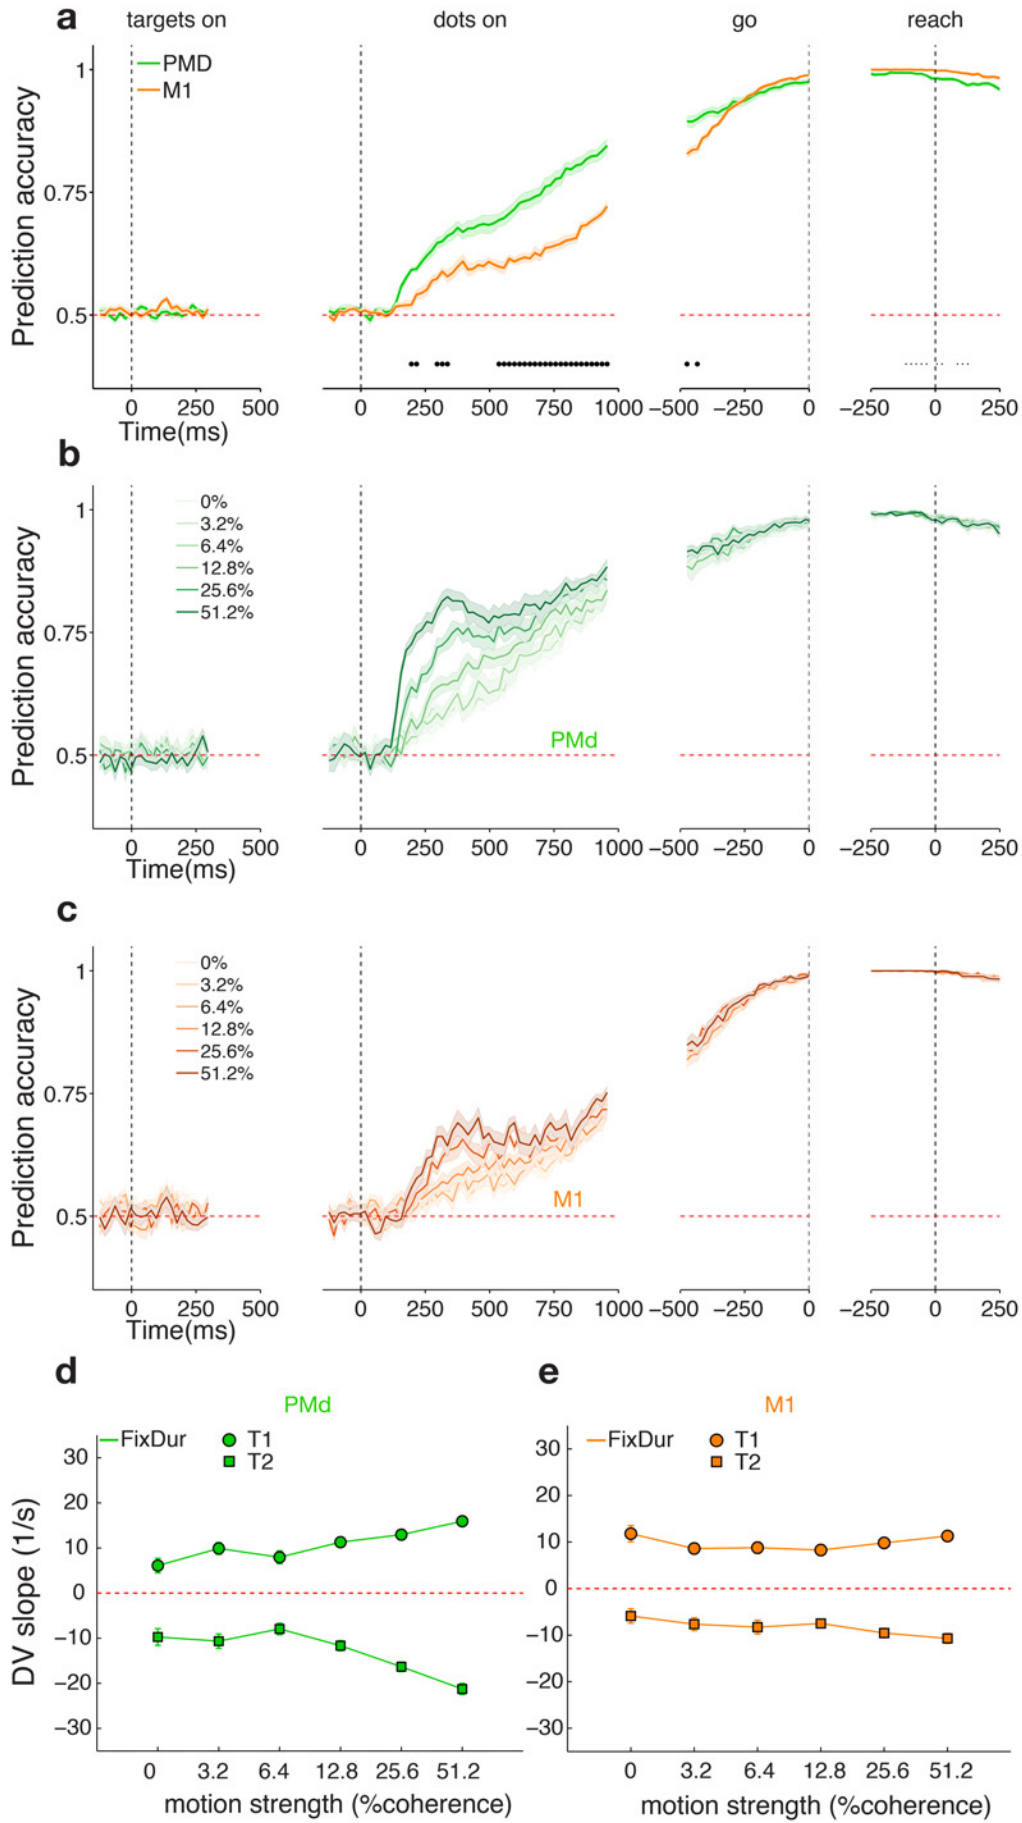 a
targets on dots on go reach
PMD
M1
Prediction accuracy
1
0.75
0.5
0 250 500 0 250 500 750 1000 −500 −250 0 −250 0 250
Time(ms)
b
0%
3.2%
6.4%
12.8%
25.6%
51.2%
Prediction accuracy
1
0.75
0.5
PMd
0 250 500 0 250 500 750 1000 −500 −250 0 −250 0 250
Time(ms)
c
0%
3.2%
6.4%
12.8%
25.6%
51.2%
Prediction accuracy
1
0.75
0.5
M1
0 250 500 0 250 500 750 1000 −500 −250 0 −250 0 250
Time(ms)
d
PMd
FixDur T1
T2
DV slope (1/s)
30
20
10
0
−10
−20
−30
0 3.2 6.4 12.8 25.6 51.2
motion strength (%coherence)
e
M1
FixDur T1
T2
30
20
10
0
−10
−20
−30
0 3.2 6.4 12.8 25.6 51.2
motion strength (%coherence)